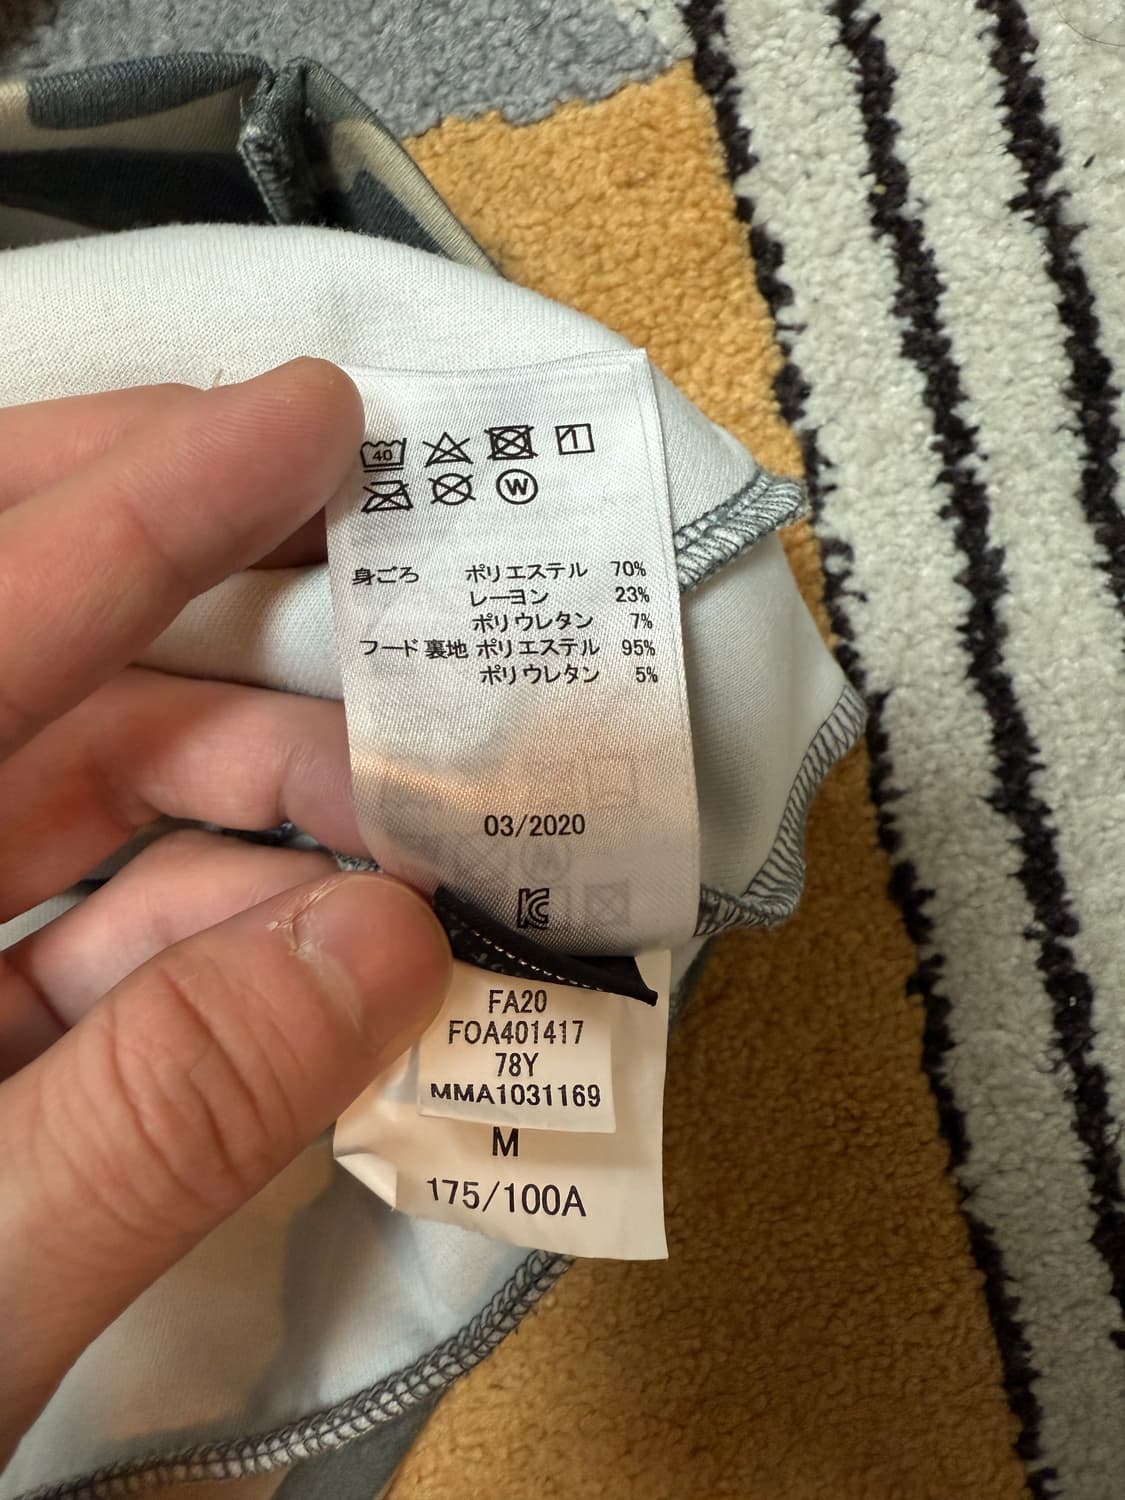 40
W
身ごろ ポリエステル 70%
レーヨン 23%
ポリウレタン 7%
フード裏地 ポリエステル 95%
ポリウレタン 5%
03/2020
FA20
FOA401417
78Y
MMA1031169
M
175/100A